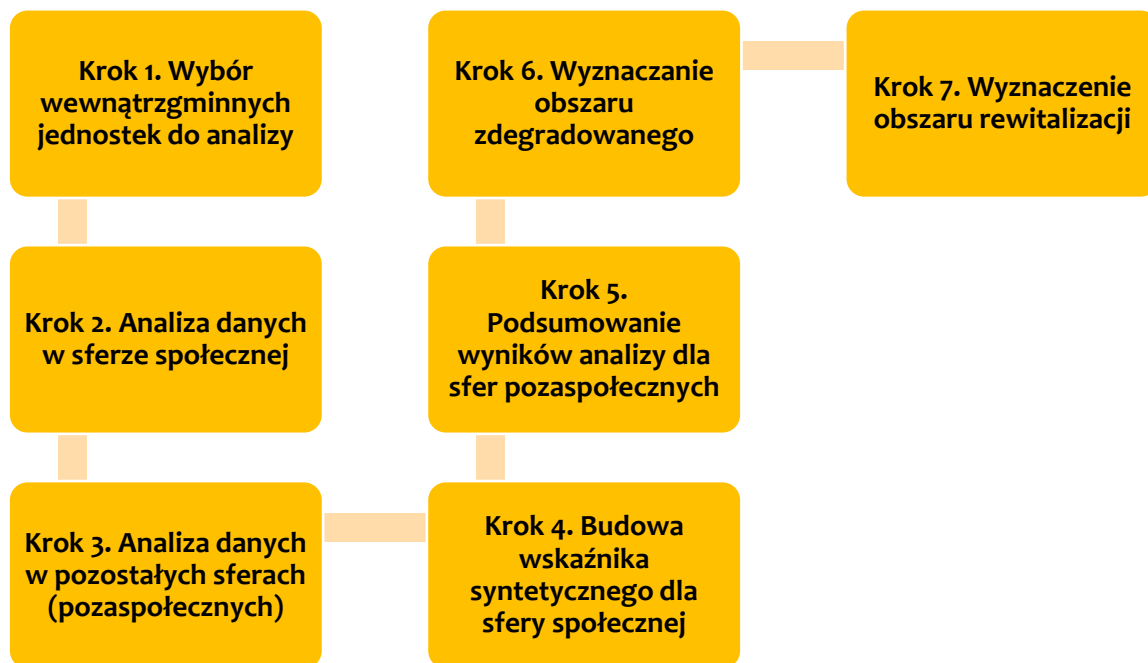 Krok 1. Wybór
wewnątrzgminnych
jednostek do analizy
Krok 2. Analiza danych
w sferze społecznej
Krok 3. Analiza danych
w pozostałych sferach
(pozaspołecznych)
Krok 4. Budowa
wskaźnika
syntetycznego dla
sfery społecznej
Krok 5.
Podsumowanie
wyników analizy dla
sfer pozaspołecznych
Krok 6. Wyznaczanie
obszaru
zdegradowanego
Krok 7. Wyznaczenie
obszaru rewitalizacji